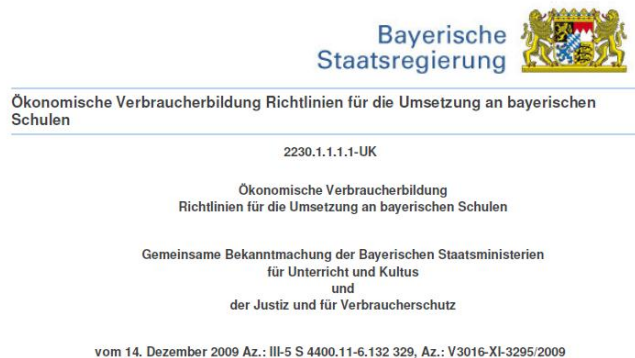 Bayerische
Staatsregierung
Ökonomische Verbraucherbildung Richtlinien für die Umsetzung an bayerischen
Schulen
2230.1.1.1.1-UK
Ökonomische Verbraucherbildung
Richtlinien für die Umsetzung an bayerischen Schulen
Gemeinsame Bekanntmachung der Bayerischen Staatsministerien
für Unterricht und Kultus
und
der Justiz und für Verbraucherschutz
vom 14. Dezember 2009 Az.: III-5 S 4400.11-6.132 329, Az.: V3016-XI-3295/2009